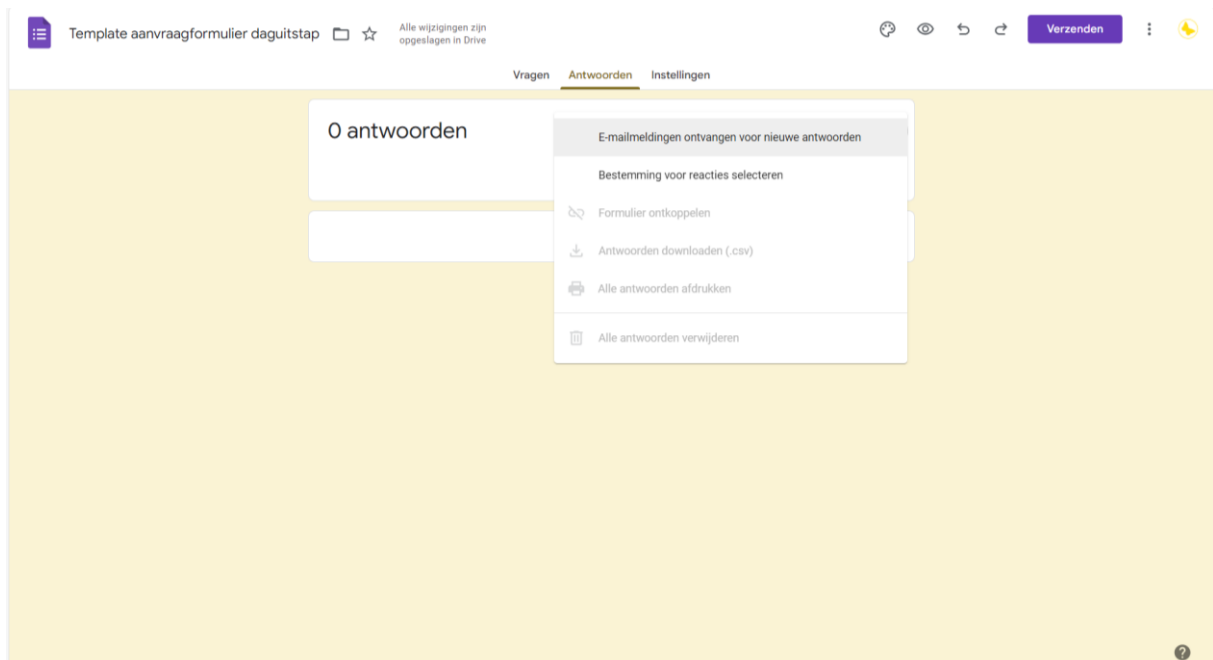 Template aanvraagformulier daguitstap
Alle wijzigingen zijn
opgeslagen in Drive
Verzenden
Vragen Antwoorden Instellingen
0 antwoorden
E-mailmeldingen ontvangen voor nieuwe antwoorden
Bestemming voor reacties selecteren
Formulier ontkoppelen
Antwoorden downloaden (.csv)
Alle antwoorden afdrukken
Alle antwoorden verwijderen